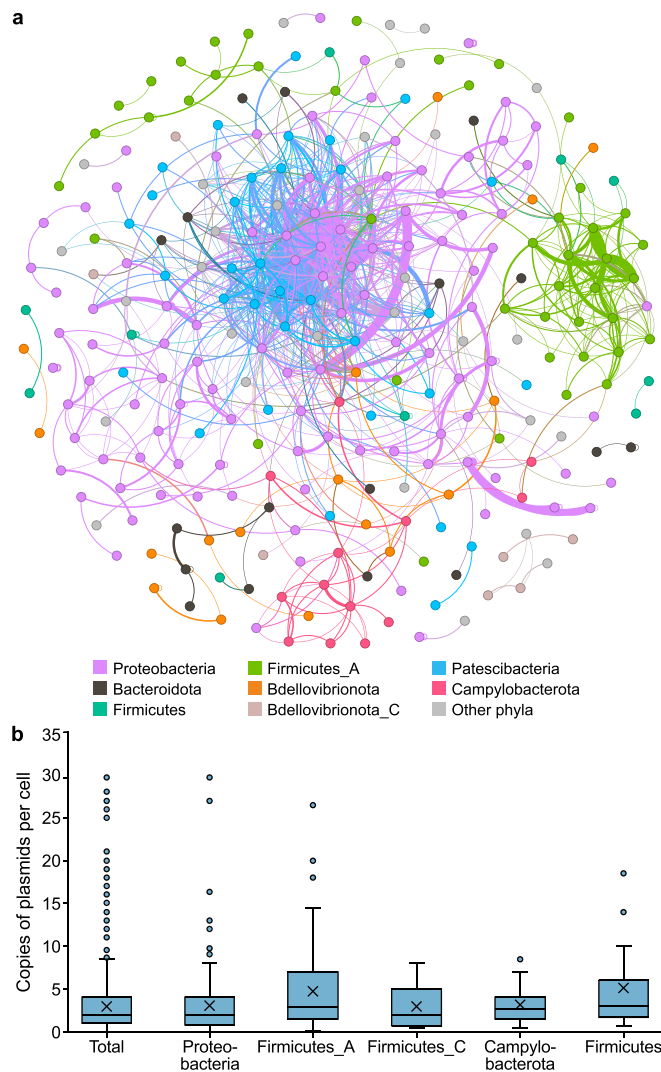 a
Proteobacteria
Firmicutes_A
Patescibacteria
Bacteroidota
Bdellovibrionota
Campylobacterota
Firmicutes
Bdellovibrionota_C
Other phyla
b
Copies of plasmids per cell
35
30
25
20
15
10
5
0
Total
Proteo-
bacteria
Firmicutes_A
Firmicutes_C
Campylo-
bacterota
Firmicutes